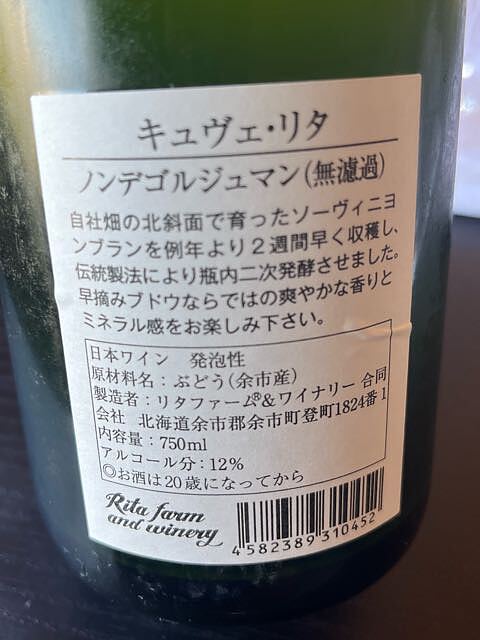 キュヴェ・リタ
ノンデゴルジュマン(無濾過)
自社畑の北斜面で育ったソーヴィニヨ
ンブランを例年より2週間早く収穫し、
伝統製法により瓶内二次発酵させました。
早摘みブドウならではの爽やかな香りと
ミネラル感をお楽しみ下さい。
日本ワイン 発泡性
原材料名：ぶどう(余市産)
製造者：リタファーム®&ワイナリー 合同
会社 北海道余市郡余市町登町1824番1
内容量：750ml
アルコール分：12%
◎お酒は20歳になってから
Rita farm
and winery
4582389310452